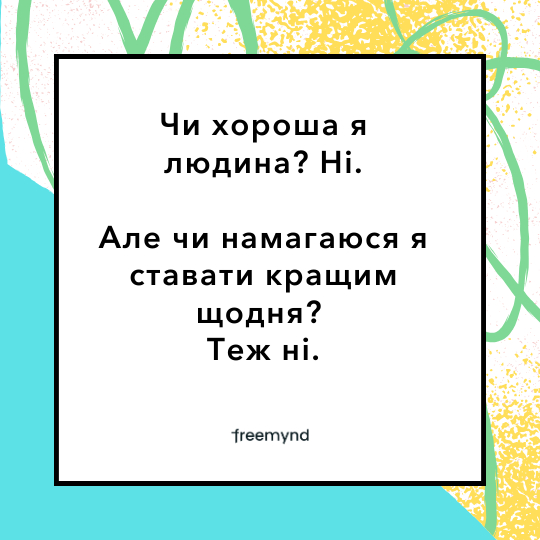 Чи хороша я
людина? Ні.
Але чи намагаюся я
ставати кращим
щодня?
Теж ні.
freemynd